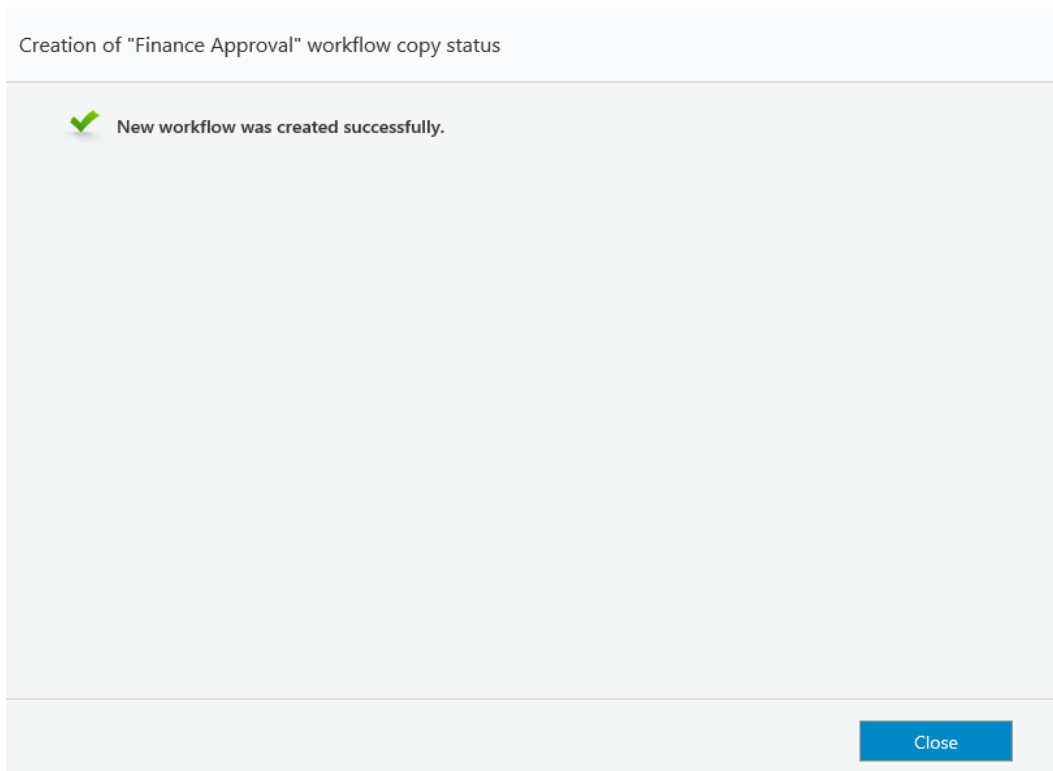 Creation of "Finance Approval" workflow copy status
New workflow was created successfully.
Close